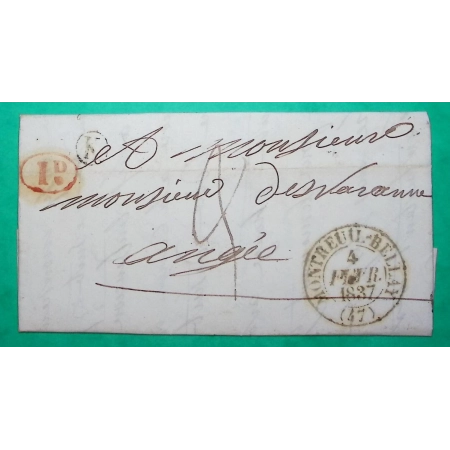 1D
K
A monsieur
monsieur desvaranne
angée
MONTREUIL-BELLAY
4
FEVR.
1837
(47)